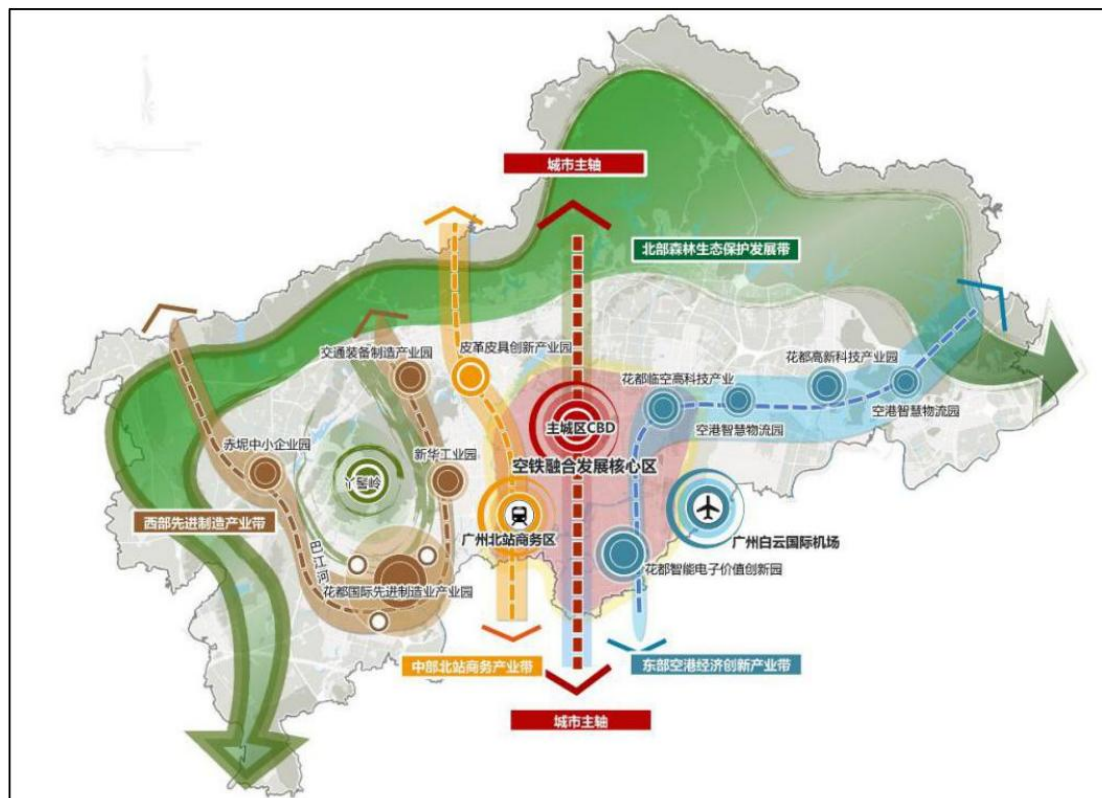 城市主轴
北部森林生态保护发展带
交通装备制造产业园
皮革皮具创新产业园
花都高新科技产业园
花都临空高科技产业
空港智慧物流园
空港智慧物流园
主城区CBD
赤坭中小企业园
新华工业园
空铁融合发展核心区
丫髻岭
西部先进制造产业带
广州北站商务区
广州白云国际机场
巴江河
花都智能电子价值创新园
花都国际先进制造业产业园
中部北站商务产业带
东部空港经济创新产业带
城市主轴